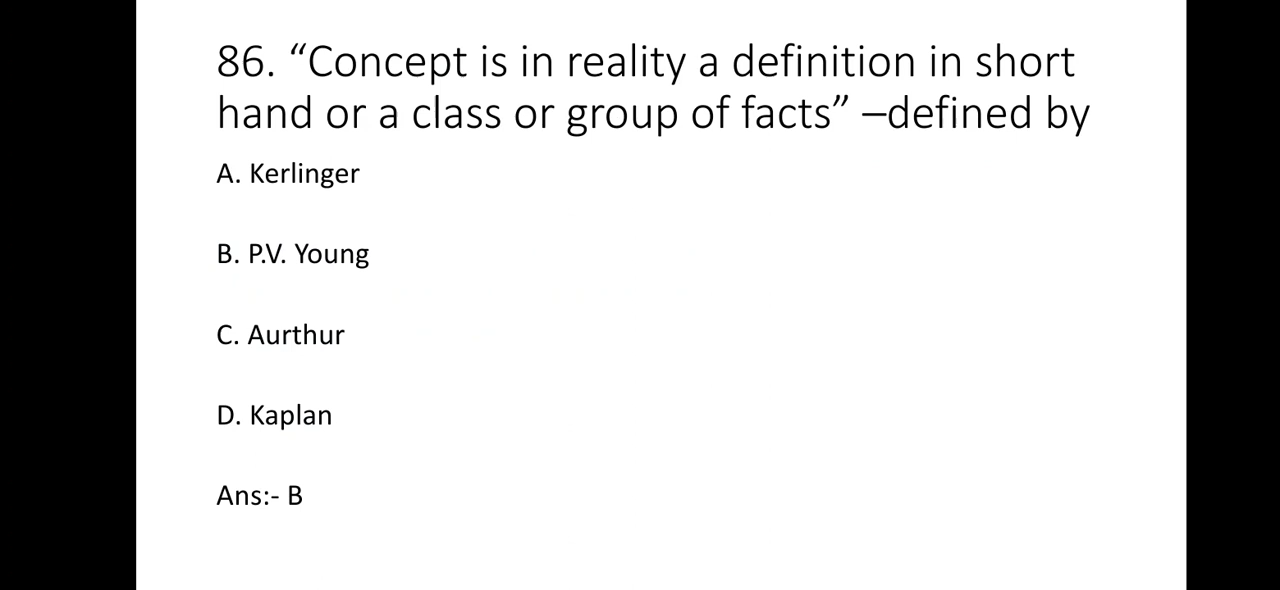 86. “Concept is in reality a definition in short
hand or a class or group of facts” –defined by
A. Kerlinger
B. P.V. Young
C. Aurthur
D. Kaplan
Ans:- B